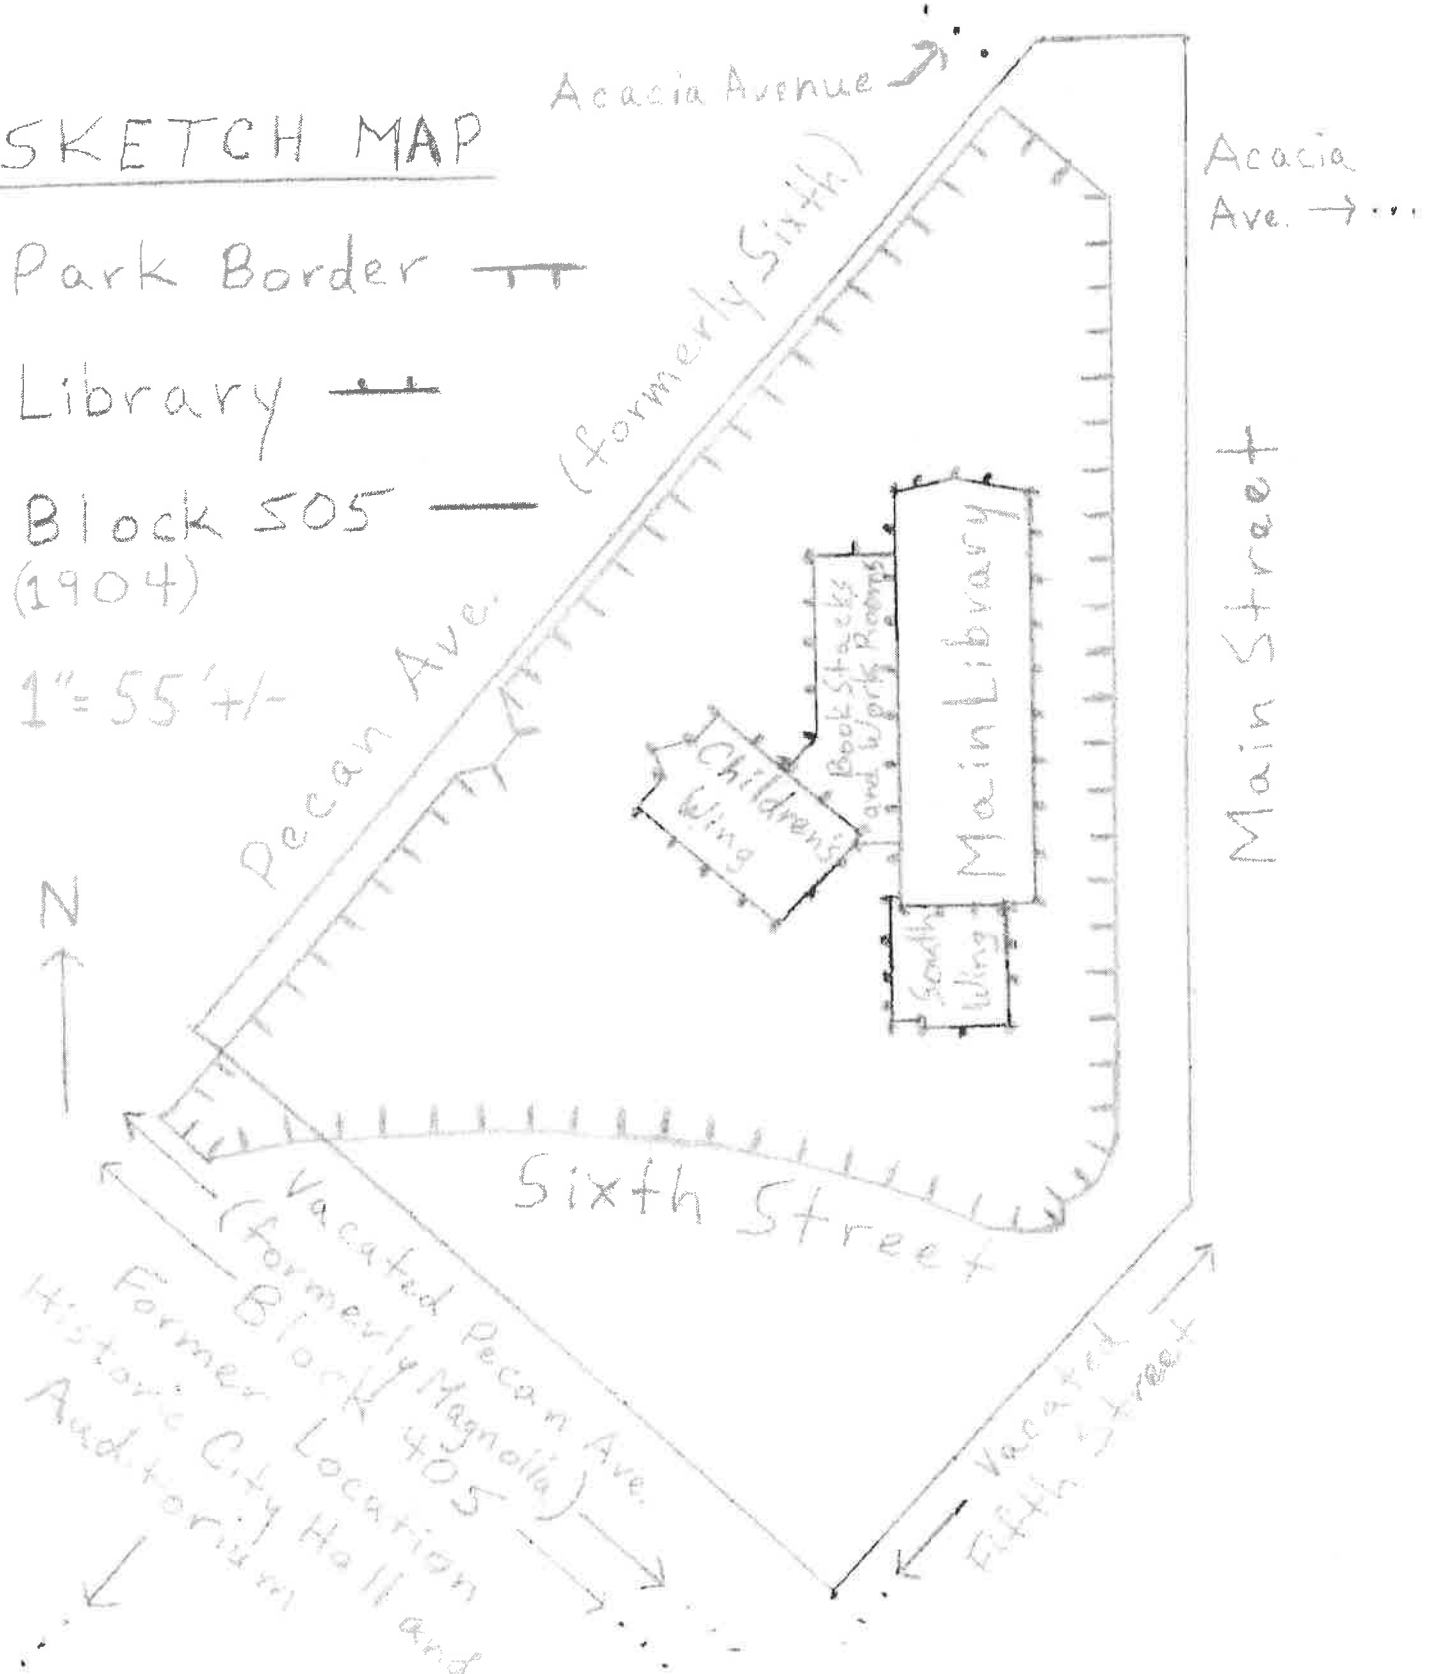 Acacia Avenue
SKETCH MAP
Acacia
Ave.
Park Border
(formerly Sixth)
Library
Block 505
(1904)
1"=55'+/-
Pecan Ave.
Main Street
Main Library
Book Stacks
and Work Rooms
Children's
Wing
South
Wing
N
Sixth Street
Vacated Pecan Ave.
(formerly Magnolia)
Block 405
Former Location
Historic City Hall and
Auditorium
Vacated
Fifth Street